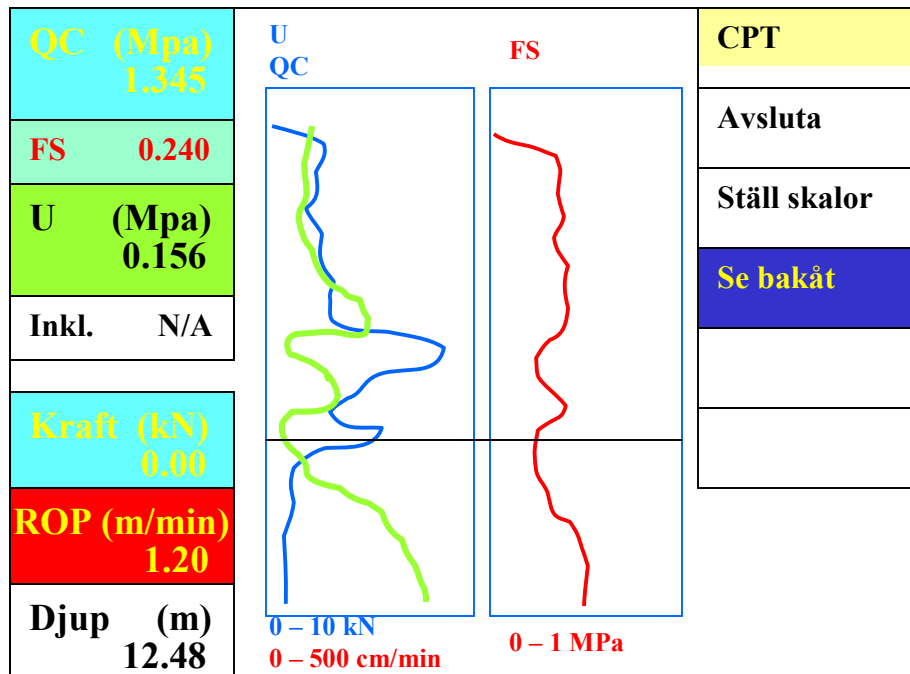 QC (Mpa)
1.345
FS 0.240
U (Mpa)
0.156
Inkl. N/A
Kraft (kN)
0.00
ROP (m/min)
1.20
Djup (m)
12.48
U
QC
FS
0 – 10 kN
0 – 500 cm/min
0 – 1 MPa
CPT
Avsluta
Ställ skalor
Se bakåt